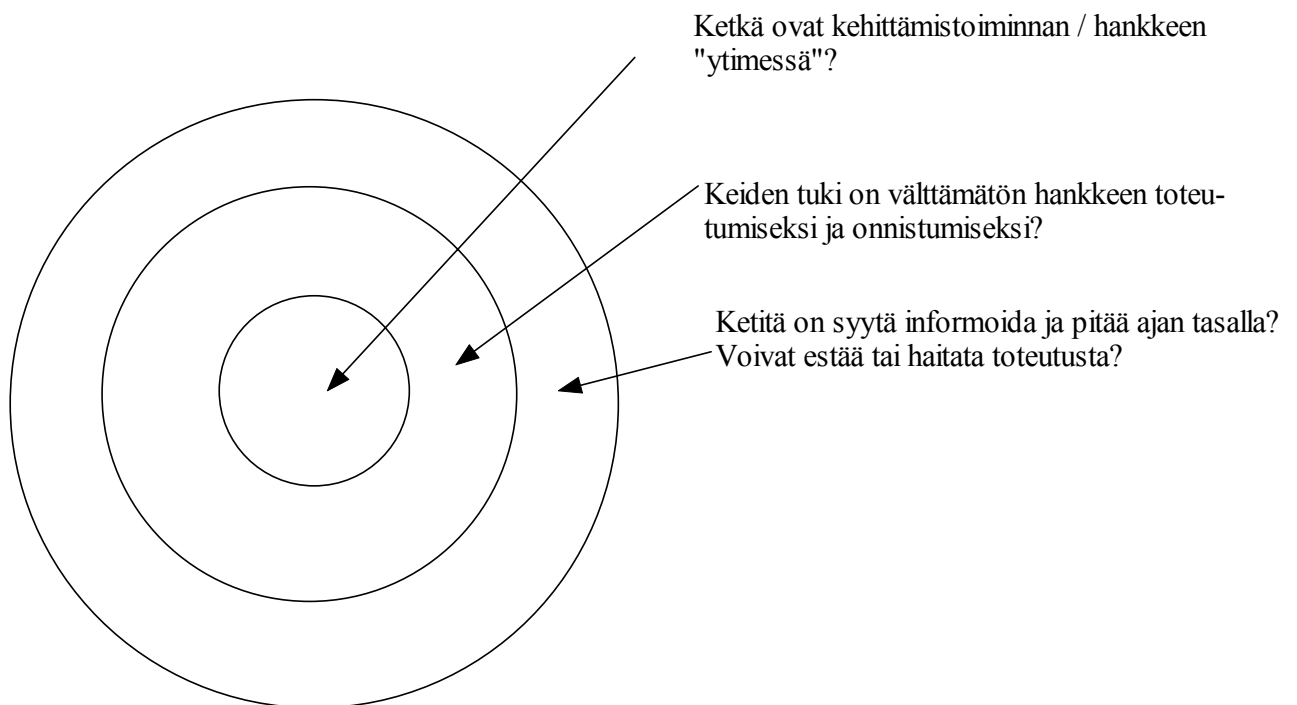 Ketkä ovat kehittämistoiminnan / hankkeen
"ytimessä"?
Keiden tuki on välttämätön hankkeen toteu-
tumiseksi ja onnistumiseksi?
Ketitä on syytä informoida ja pitää ajan tasalla?
Voivat estää tai haitata toteutusta?